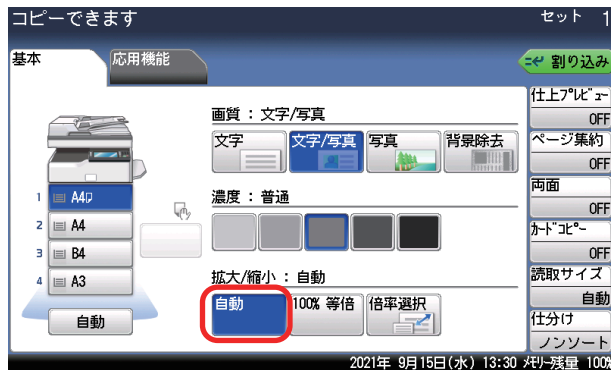 コピーできます
セット 1
基本
応用機能
割り込み
画質：文字/写真
文字
文字/写真
写真
背景除去
濃度：普通
拡大/縮小：自動
自動
100% 等倍
倍率選択
1 A4
2 A4
3 B4
4 A3
自動
仕上ﾌﾟﾚﾋﾞｭｰ
OFF
ページ集約
OFF
両面
OFF
ｶｰﾄﾞｺﾋﾟｰ
OFF
読取サイズ
自動
仕分け
ノンソート
2021年 9月15日(水) 13:30 ﾒﾓﾘｰ残量 100%